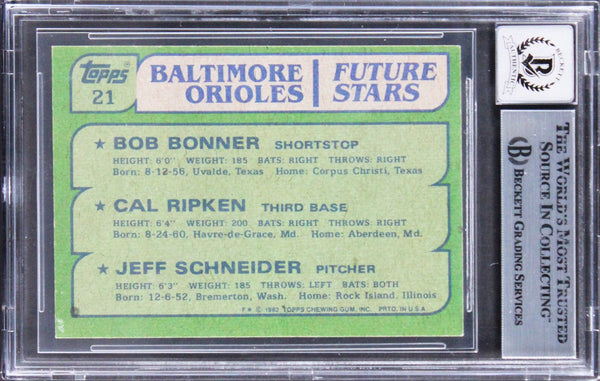 topps
21
BALTIMORE ORIOLES
FUTURE STARS
★ BOB BONNER SHORTSTOP
HEIGHT: 6'0" WEIGHT: 185 BATS: RIGHT THROWS: RIGHT
Born: 8-12-56, Uvalde, Texas Home: Corpus Christi, Texas
★ CAL RIPKEN THIRD BASE
HEIGHT: 6'4" WEIGHT: 200 BATS: RIGHT THROWS: RIGHT
Born: 8-24-60, Havre-de-Grace, Md. Home: Aberdeen, Md.
★ JEFF SCHNEIDER PITCHER
HEIGHT: 6'3" WEIGHT: 185 THROWS: LEFT BATS: BOTH
Born: 12-6-52, Bremerton, Wash. Home: Rock Island, Illinois
F★ © 1982 TOPPS CHEWING GUM, INC. PRTD. IN U.S.A.
BECKETT
AUTHENTIC
The World's Most Trusted
Source in Collecting™
Beckett Grading Services